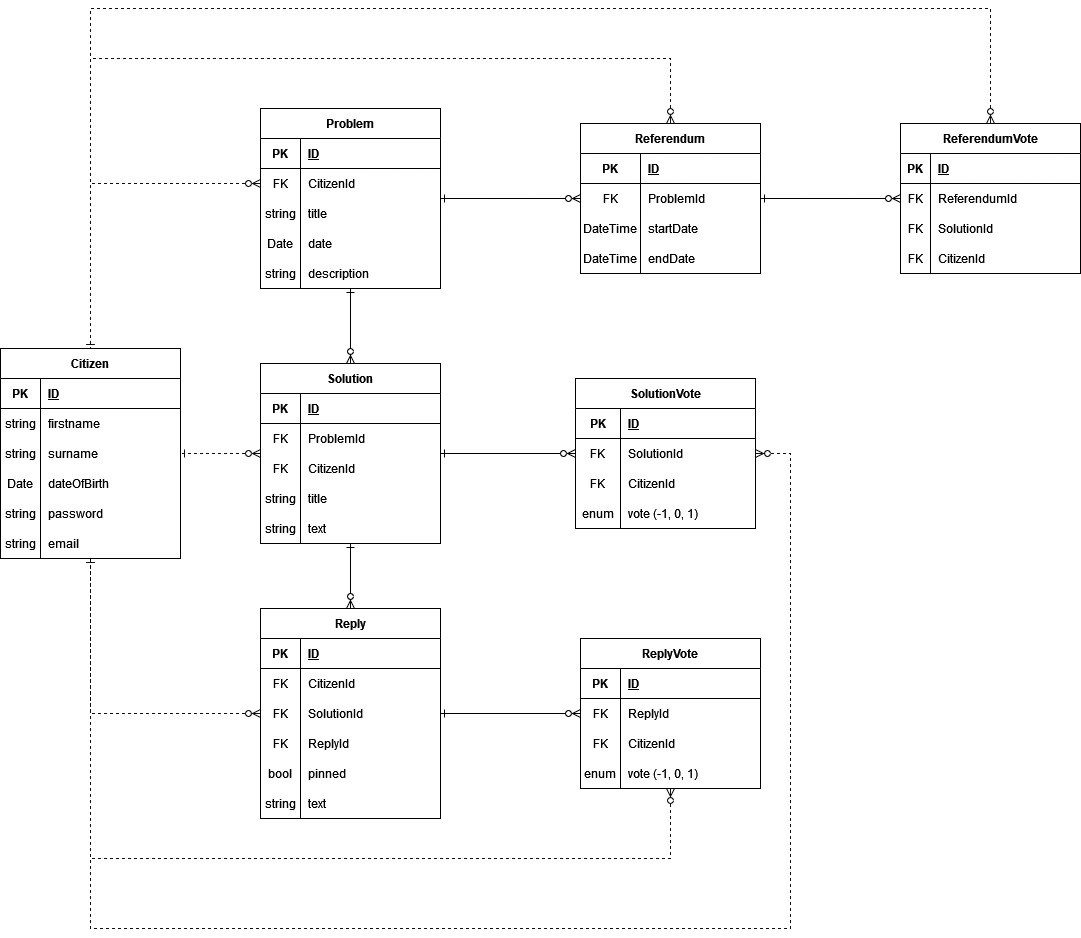 Problem
PK ID
FK CitizenId
string title
Date date
string description
Referendum
PK ID
FK ProblemId
DateTime startDate
DateTime endDate
ReferendumVote
PK ID
FK ReferendumId
FK SolutionId
FK CitizenId
Citizen
PK ID
string firstname
string surname
Date dateOfBirth
string password
string email
Solution
PK ID
FK ProblemId
FK CitizenId
string title
string text
SolutionVote
PK ID
FK SolutionId
FK CitizenId
enum vote (-1, 0, 1)
Reply
PK ID
FK CitizenId
FK SolutionId
FK ReplyId
bool pinned
string text
ReplyVote
PK ID
FK ReplyId
FK CitizenId
enum vote (-1, 0, 1)